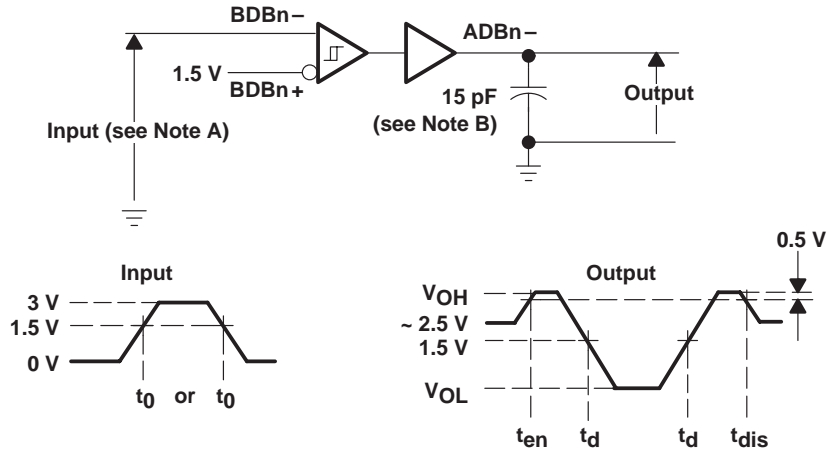 BDBn–
ADBn–
1.5 V
BDBn+
15 pF
(see Note B)
Output
Input (see Note A)
Input
3 V
1.5 V
0 V
t0 or t0
Output
0.5 V
VOH
~ 2.5 V
1.5 V
VOL
ten td td tdis